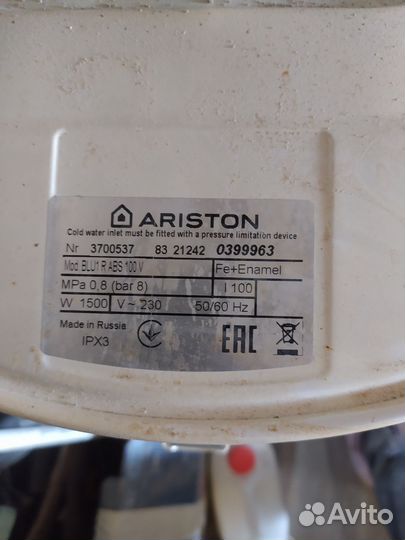 ARISTON
Cold water inlet must be fitted with a pressure limitation device
Nr 3700537 83 21242 0399963
Mod. BLU1 R ABS 100 V Fe+Enamel
MPa 0,8 (bar 8) l 100
W 1500 V ~ 230 50/60 Hz
Made in Russia
IPX3
EAC
Avito